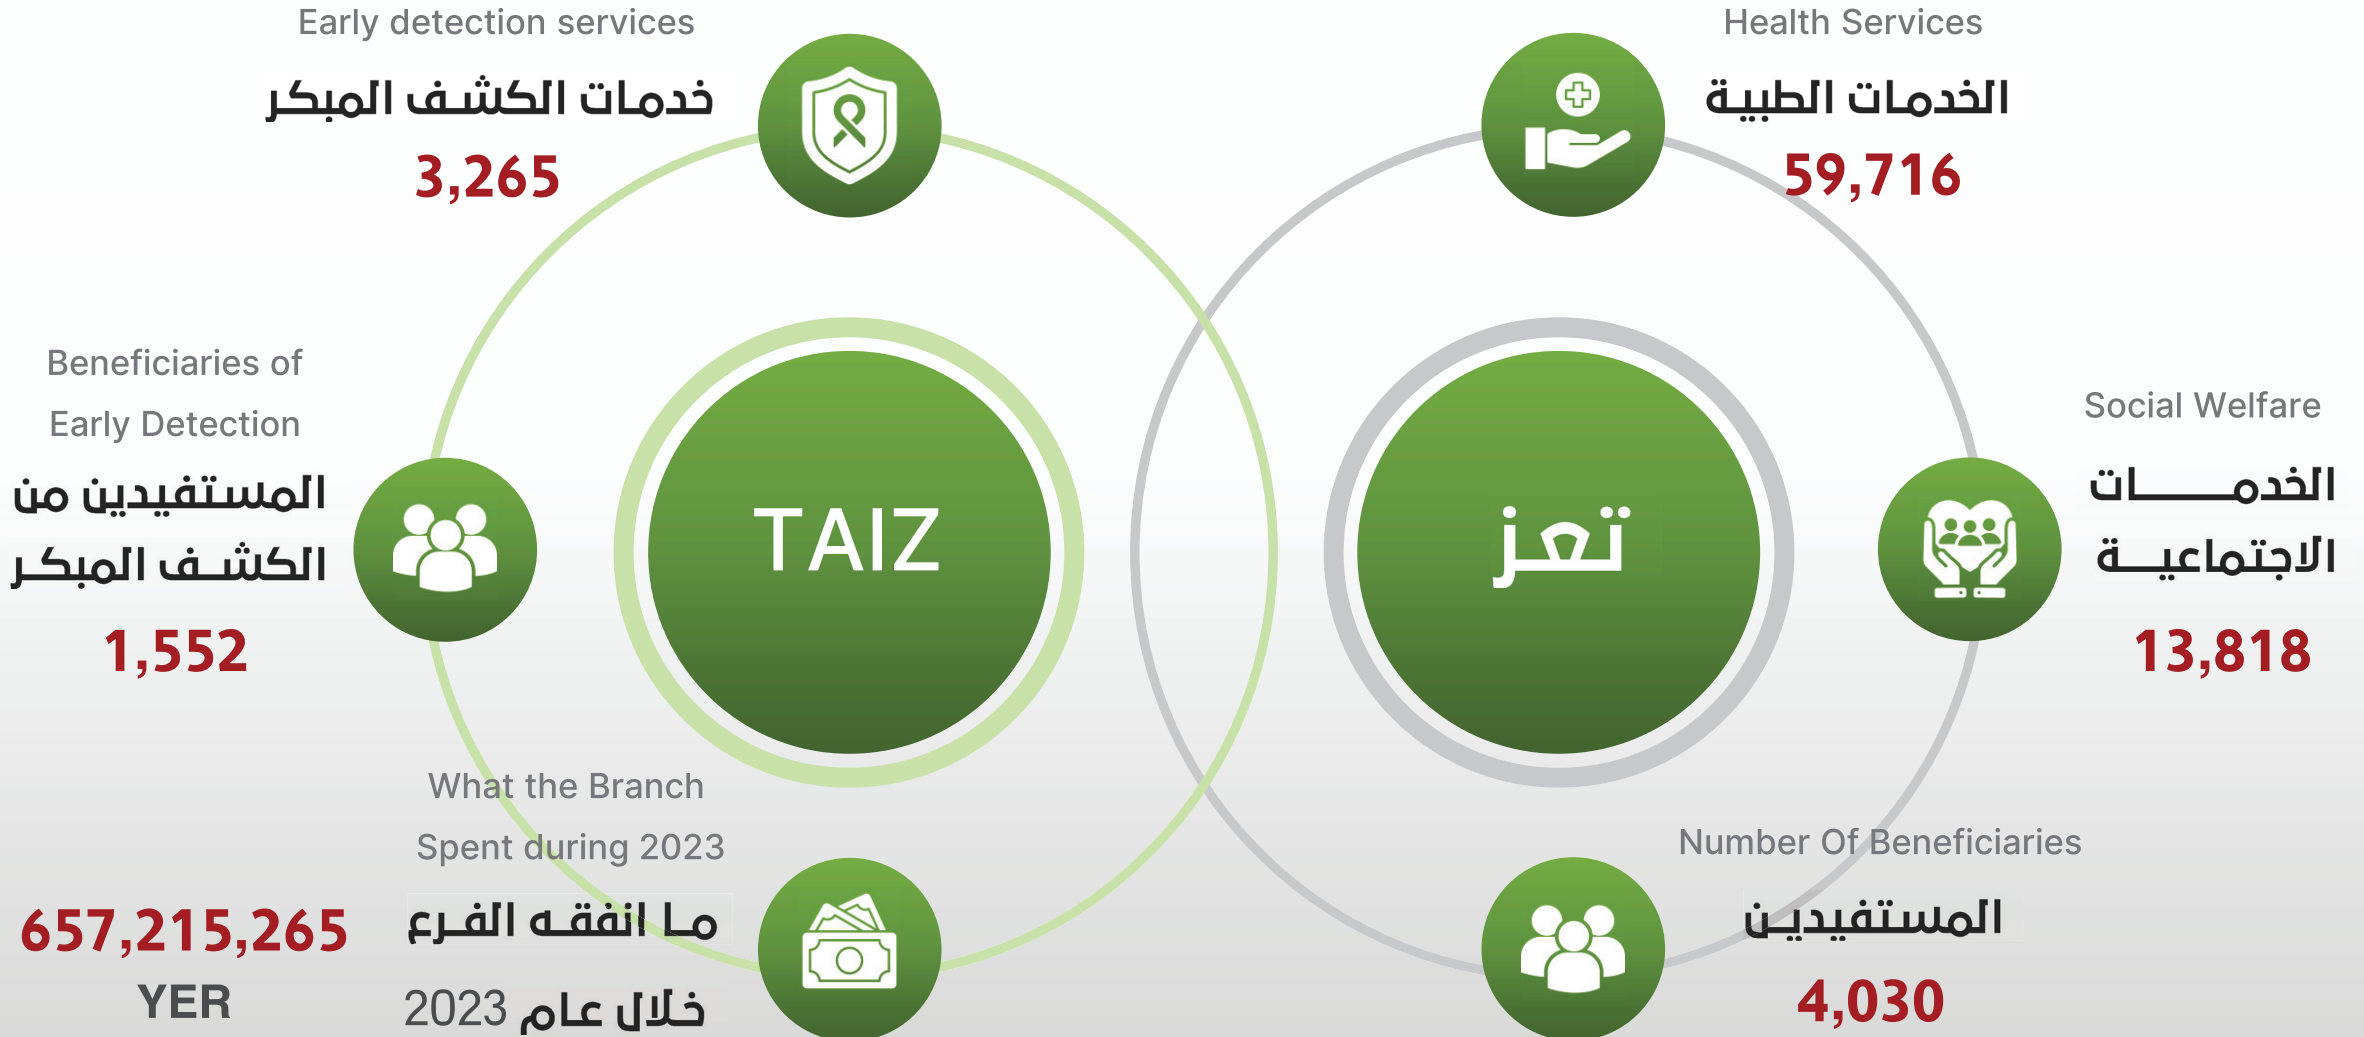 Early detection services
خدمات الكشف المبكر
3,265
Health Services
الخدمات الطبية
59,716
Beneficiaries of
Early Detection
المستفيدين من
الكشف المبكر
1,552
TAIZ
تعز
Social Welfare
الخدمات
الاجتماعية
13,818
What the Branch
Spent during 2023
ما انفقه الفرع
خلال عام 2023
657,215,265
YER
Number Of Beneficiaries
المستفيدين
4,030